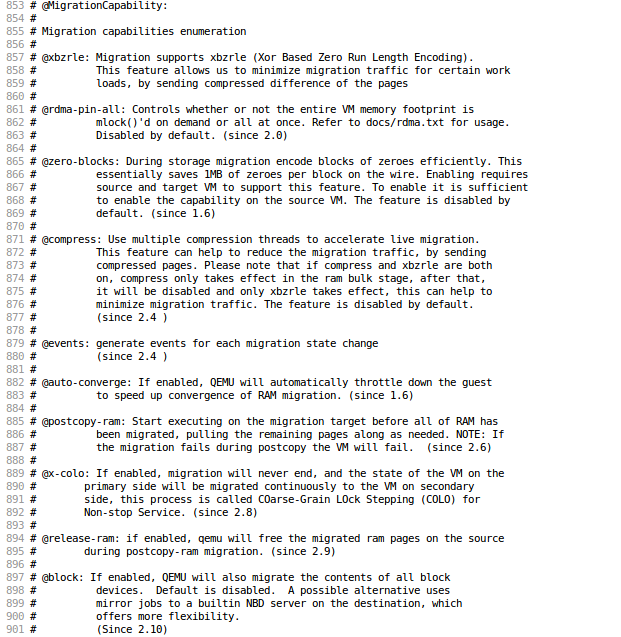 853 # @MigrationCapability:
854 #
855 # Migration capabilities enumeration
856 #
857 # @xbzrle: Migration supports xbzrle (Xor Based Zero Run Length Encoding).
858 #          This feature allows us to minimize migration traffic for certain work
859 #          loads, by sending compressed difference of the pages
860 #
861 # @rdma-pin-all: Controls whether or not the entire VM memory footprint is
862 #          mlock()'d on demand or all at once. Refer to docs/rdma.txt for usage.
863 #          Disabled by default. (since 2.0)
864 #
865 # @zero-blocks: During storage migration encode blocks of zeroes efficiently. This
866 #          essentially saves 1MB of zeroes per block on the wire. Enabling requires
867 #          source and target VM to support this feature. To enable it is sufficient
868 #          to enable the capability on the source VM. The feature is disabled by
869 #          default. (since 1.6)
870 #
871 # @compress: Use multiple compression threads to accelerate live migration.
872 #          This feature can help to reduce the migration traffic, by sending
873 #          compressed pages. Please note that if compress and xbzrle are both
874 #          on, compress only takes effect in the ram bulk stage, after that,
875 #          it will be disabled and only xbzrle takes effect, this can help to
876 #          minimize migration traffic. The feature is disabled by default.
877 #          (since 2.4 )
878 #
879 # @events: generate events for each migration state change
880 #          (since 2.4 )
881 #
882 # @auto-converge: If enabled, QEMU will automatically throttle down the guest
883 #          to speed up convergence of RAM migration. (since 1.6)
884 #
885 # @postcopy-ram: Start executing on the migration target before all of RAM has
886 #          been migrated, pulling the remaining pages along as needed. NOTE: If
887 #          the migration fails during postcopy the VM will fail.  (since 2.6)
888 #
889 # @x-colo: If enabled, migration will never end, and the state of the VM on the
890 #        primary side will be migrated continuously to the VM on secondary
891 #        side, this process is called COarse-Grain LOck Stepping (COLO) for
892 #        Non-stop Service. (since 2.8)
893 #
894 # @release-ram: if enabled, qemu will free the migrated ram pages on the source
895 #        during postcopy-ram migration. (since 2.9)
896 #
897 # @block: If enabled, QEMU will also migrate the contents of all block
898 #          devices.  Default is disabled.  A possible alternative uses
899 #          mirror jobs to a builtin NBD server on the destination, which
900 #          offers more flexibility.
901 #          (Since 2.10)